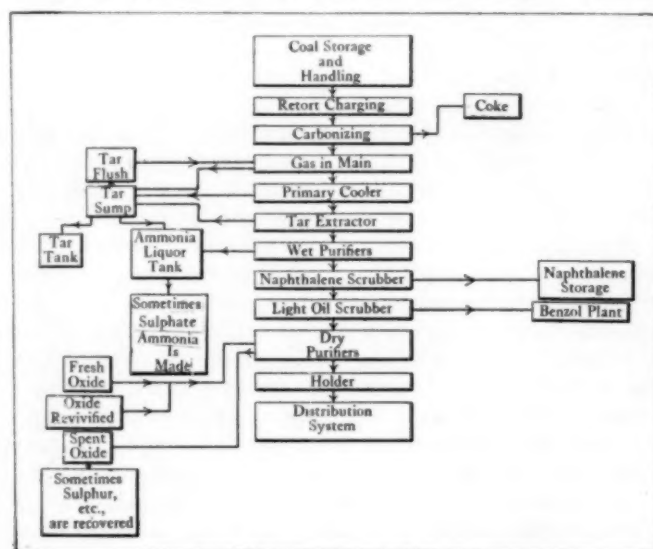 Coal Storage
and
Handling
Retort Charging
Coke
Carbonizing
Tar
Flush
Gas in Main
Tar
Sump
Primary Cooler
Tar Extractor
Tar
Tank
Ammonia
Liquor
Tank
Wet Purifiers
Naphthalene Scrubber
Naphthalene
Storage
Sometimes
Sulphate
Ammonia
Is
Made
Light Oil Scrubber
Benzol Plant
Dry
Purifiers
Fresh
Oxide
Holder
Oxide
Revivified
Distribution
System
Spent
Oxide
Sometimes
Sulphur,
etc.,
are recovered